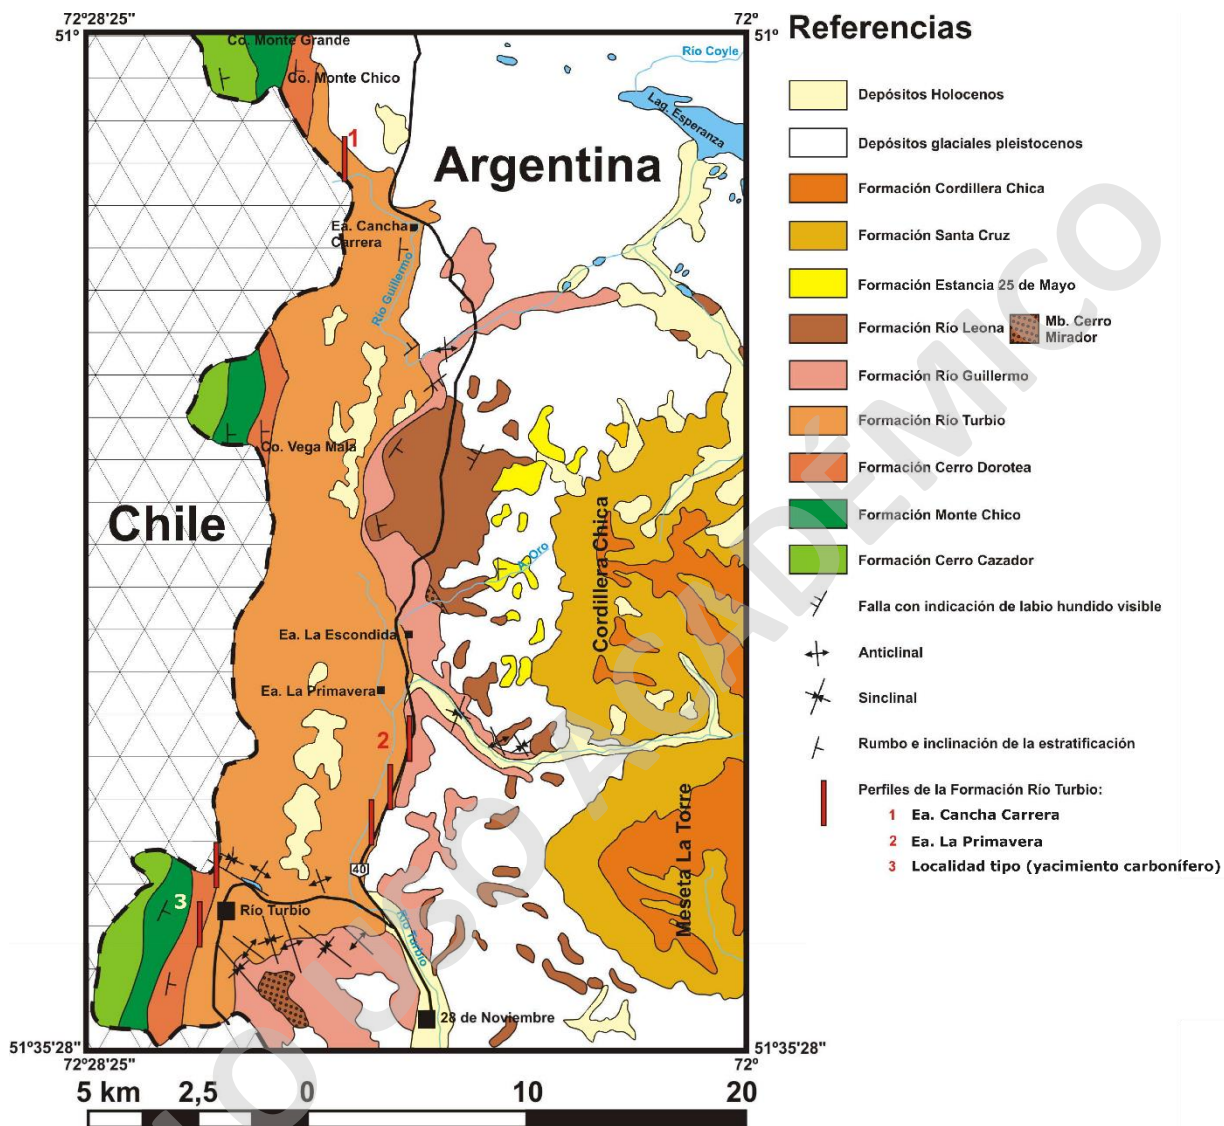 72º28'25"
72º
51º
51º
Co. Monte Grande
Co. Monte Chico
1
Río Coyle
Lag. Esperanza
Argentina
Ea. Cancha
Carrera
Río Guillermo
Co. Vega Mala
Chile
Cordillera Chica
A. Oro
Ea. La Escondida
Ea. La Primavera
2
Meseta La Torre
40
3
Río Turbio
Río Turbio
28 de Noviembre
51º35'28"
51º35'28"
72º28'25"
72º
5 km 2,5 0 10 20
Referencias
Depósitos Holocenos
Depósitos glaciales pleistocenos
Formación Cordillera Chica
Formación Santa Cruz
Formación Estancia 25 de Mayo
Formación Río Leona
Mb. Cerro
Mirador
Formación Río Guillermo
Formación Río Turbio
Formación Cerro Dorotea
Formación Monte Chico
Formación Cerro Cazador
Falla con indicación de labio hundido visible
Anticlinal
Sinclinal
Rumbo e inclinación de la estratificación
Perfiles de la Formación Río Turbio:
1 Ea. Cancha Carrera
2 Ea. La Primavera
3 Localidad tipo (yacimiento carbonífero)
LO USO ACADÉMICO